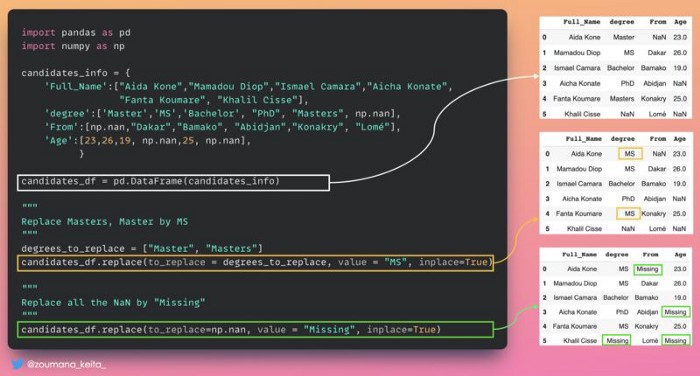 import pandas as pd
import numpy as np
candidates_info = {
'Full_Name':["Aida Kone","Mamadou Diop","Ismael Camara","Aicha Konate",
"Fanta Koumare", "Khalil Cisse"],
'degree':['Master','MS','Bachelor', "PhD", "Masters", np.nan],
'From':[np.nan,"Dakar","Bamako", "Abidjan","Konakry", "Lomé"],
'Age':[23,26,19, np.nan,25, np.nan],
}
candidates_df = pd.DataFrame(candidates_info)
"""
Replace Masters, Master by MS
"""
degrees_to_replace = ["Master", "Masters"]
candidates_df.replace(to_replace = degrees_to_replace, value = "MS", inplace=True)
"""
Replace all the NaN by "Missing"
"""
candidates_df.replace(to_replace=np.nan, value = "Missing", inplace=True)
@zoumana_keita_
Full_Name degree From Age
0 Aida Kone Master NaN 23.0
1 Mamadou Diop MS Dakar 26.0
2 Ismael Camara Bachelor Bamako 19.0
3 Aicha Konate PhD Abidjan NaN
4 Fanta Koumare Masters Konakry 25.0
5 Khalil Cisse NaN Lomé NaN
Full_Name degree From Age
0 Aida Kone MS NaN 23.0
1 Mamadou Diop MS Dakar 26.0
2 Ismael Camara Bachelor Bamako 19.0
3 Aicha Konate PhD Abidjan NaN
4 Fanta Koumare MS Konakry 25.0
5 Khalil Cisse NaN Lomé NaN
Full_Name degree From Age
0 Aida Kone MS Missing 23.0
1 Mamadou Diop MS Dakar 26.0
2 Ismael Camara Bachelor Bamako 19.0
3 Aicha Konate PhD Abidjan Missing
4 Fanta Koumare MS Konakry 25.0
5 Khalil Cisse Missing Lomé Missing